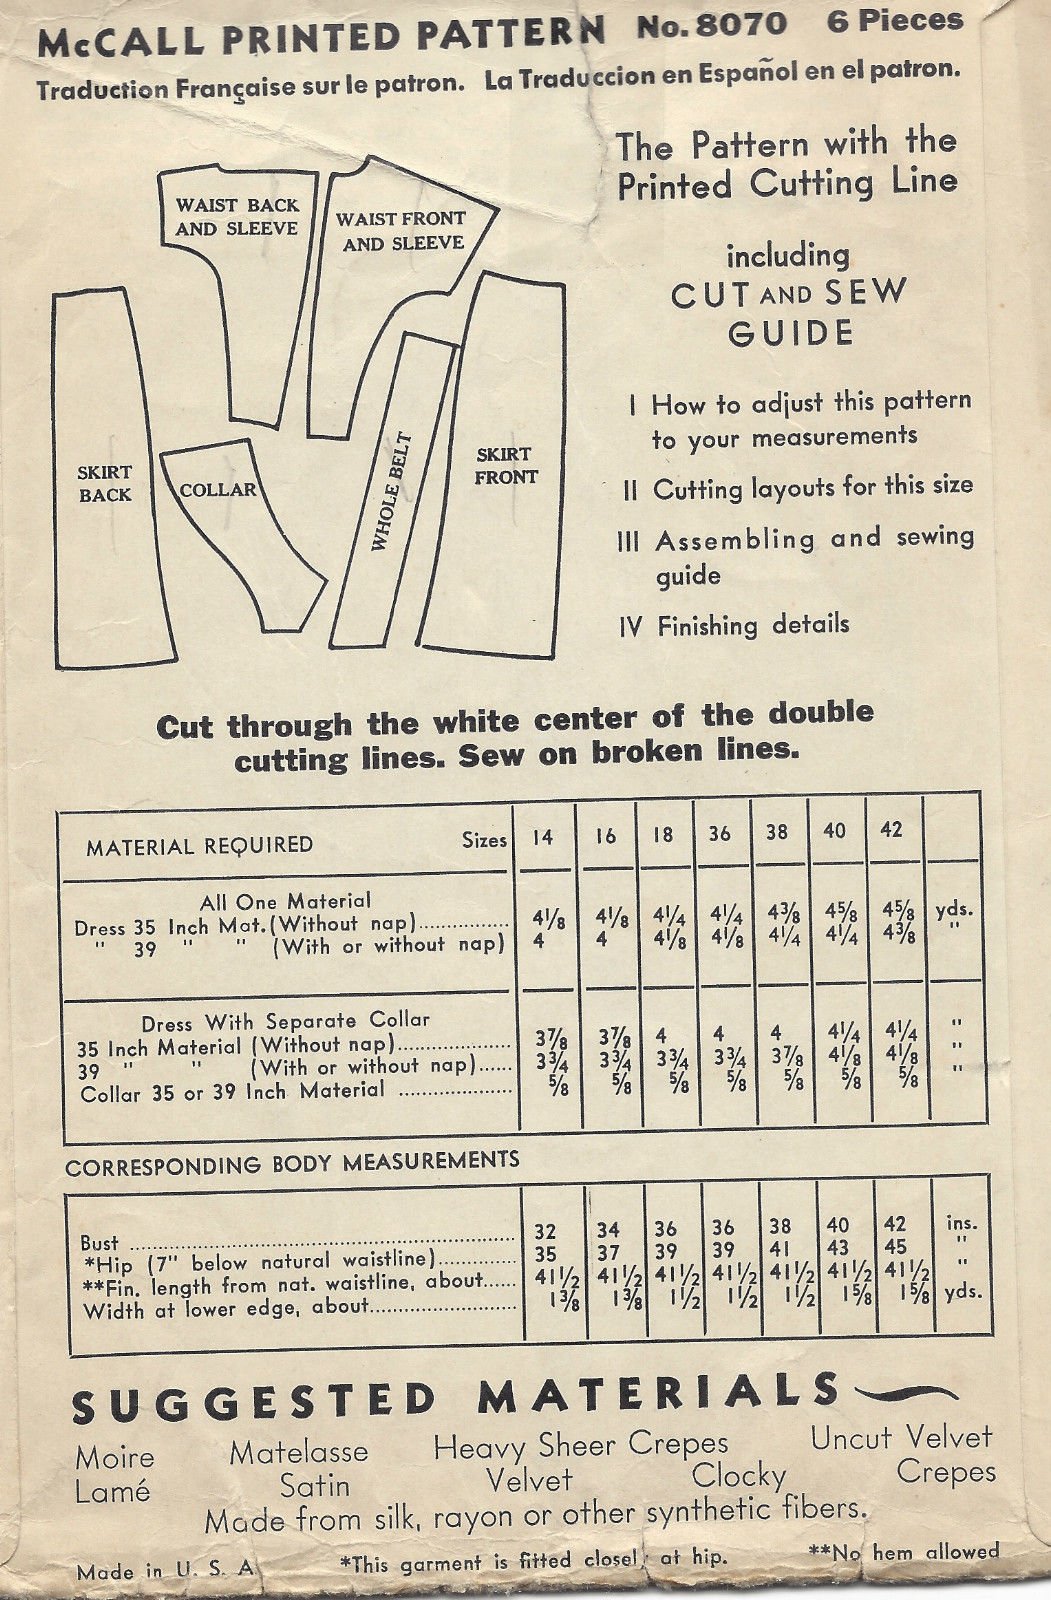 McCALL PRINTED PATTERN No. 8070 6 Pieces
Traduction Française sur le patron. La Traduccion en Español en el patron.
The Pattern with the
Printed Cutting Line
including
CUT AND SEW
GUIDE
I How to adjust this pattern
to your measurements
II Cutting layouts for this size
III Assembling and sewing
guide
IV Finishing details
WAIST BACK
AND SLEEVE
WAIST FRONT
AND SLEEVE
SKIRT
BACK
COLLAR
WHOLE BELT
SKIRT
FRONT
Cut through the white center of the double
cutting lines. Sew on broken lines.
MATERIAL REQUIRED Sizes 14 16 18 36 38 40 42
All One Material
Dress 35 Inch Mat. (Without nap) 4 1/8 4 1/8 4 1/4 4 1/4 4 3/8 4 5/8 4 5/8 yds.
" 39 " " (With or without nap) 4 4 4 1/8 4 1/8 4 1/4 4 1/4 4 3/8 "
Dress With Separate Collar
35 Inch Material (Without nap) 3 7/8 3 7/8 4 4 4 4 1/4 4 1/4 "
39 " " (With or without nap) 3 3/4 3 3/4 3 3/4 3 3/4 3 7/8 4 1/8 4 1/8 "
Collar 35 or 39 Inch Material 5/8 5/8 5/8 5/8 5/8 5/8 5/8 "
CORRESPONDING BODY MEASUREMENTS
Bust 32 34 36 36 38 40 42 ins.
*Hip (7" below natural waistline) 35 37 39 39 41 43 45 "
**Fin. length from nat. waistline, about 41 1/2 41 1/2 41 1/2 41 1/2 41 1/2 41 1/2 41 1/2 "
Width at lower edge, about 1 3/8 1 3/8 1 1/2 1 1/2 1 1/2 1 5/8 1 5/8 yds.
SUGGESTED MATERIALS
Moire Matelasse Heavy Sheer Crepes Uncut Velvet
Lamé Satin Velvet Clocky Crepes
Made from silk, rayon or other synthetic fibers.
Made in U. S. A. *This garment is fitted closely at hip. **No hem allowed